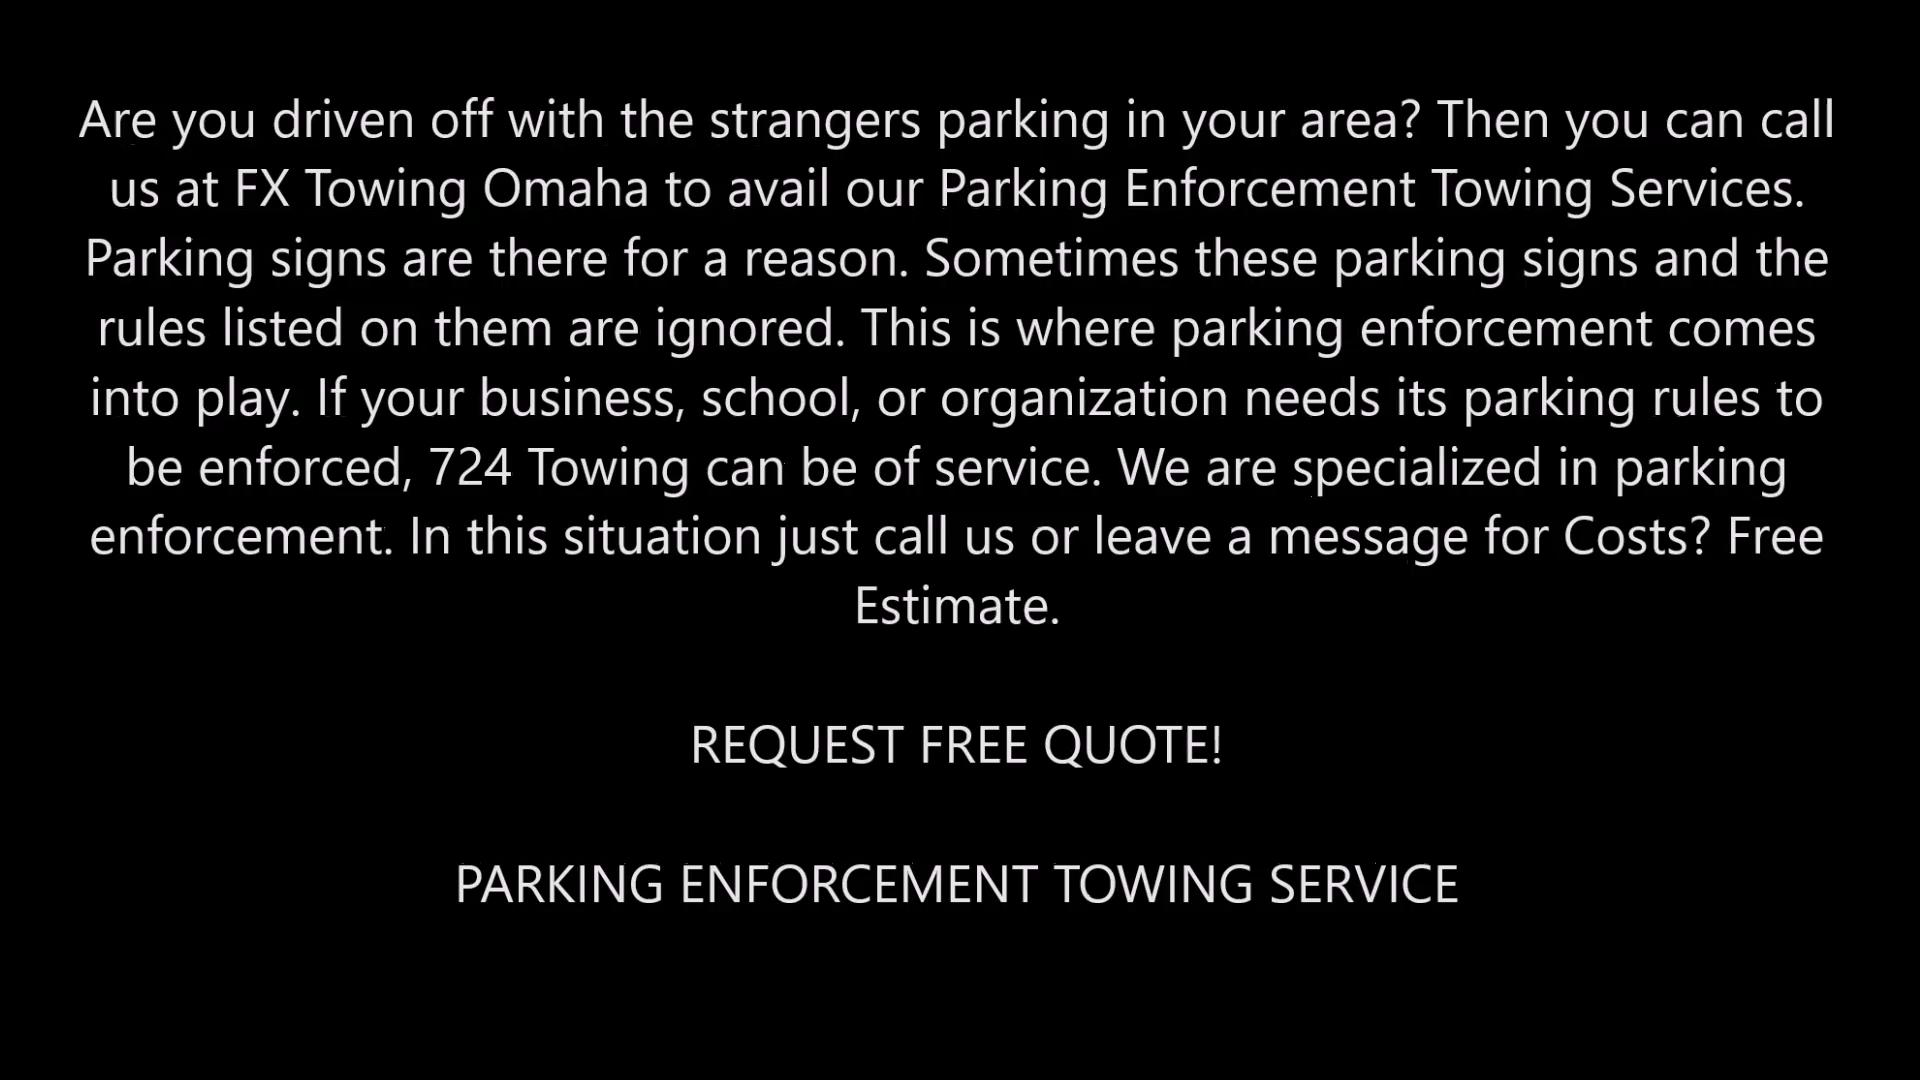 Are you driven off with the strangers parking in your area? Then you can call
us at FX Towing Omaha to avail our Parking Enforcement Towing Services.
Parking signs are there for a reason. Sometimes these parking signs and the
rules listed on them are ignored. This is where parking enforcement comes
into play. If your business, school, or organization needs its parking rules to
be enforced, 724 Towing can be of service. We are specialized in parking
enforcement. In this situation just call us or leave a message for Costs? Free
Estimate.
REQUEST FREE QUOTE!
PARKING ENFORCEMENT TOWING SERVICE